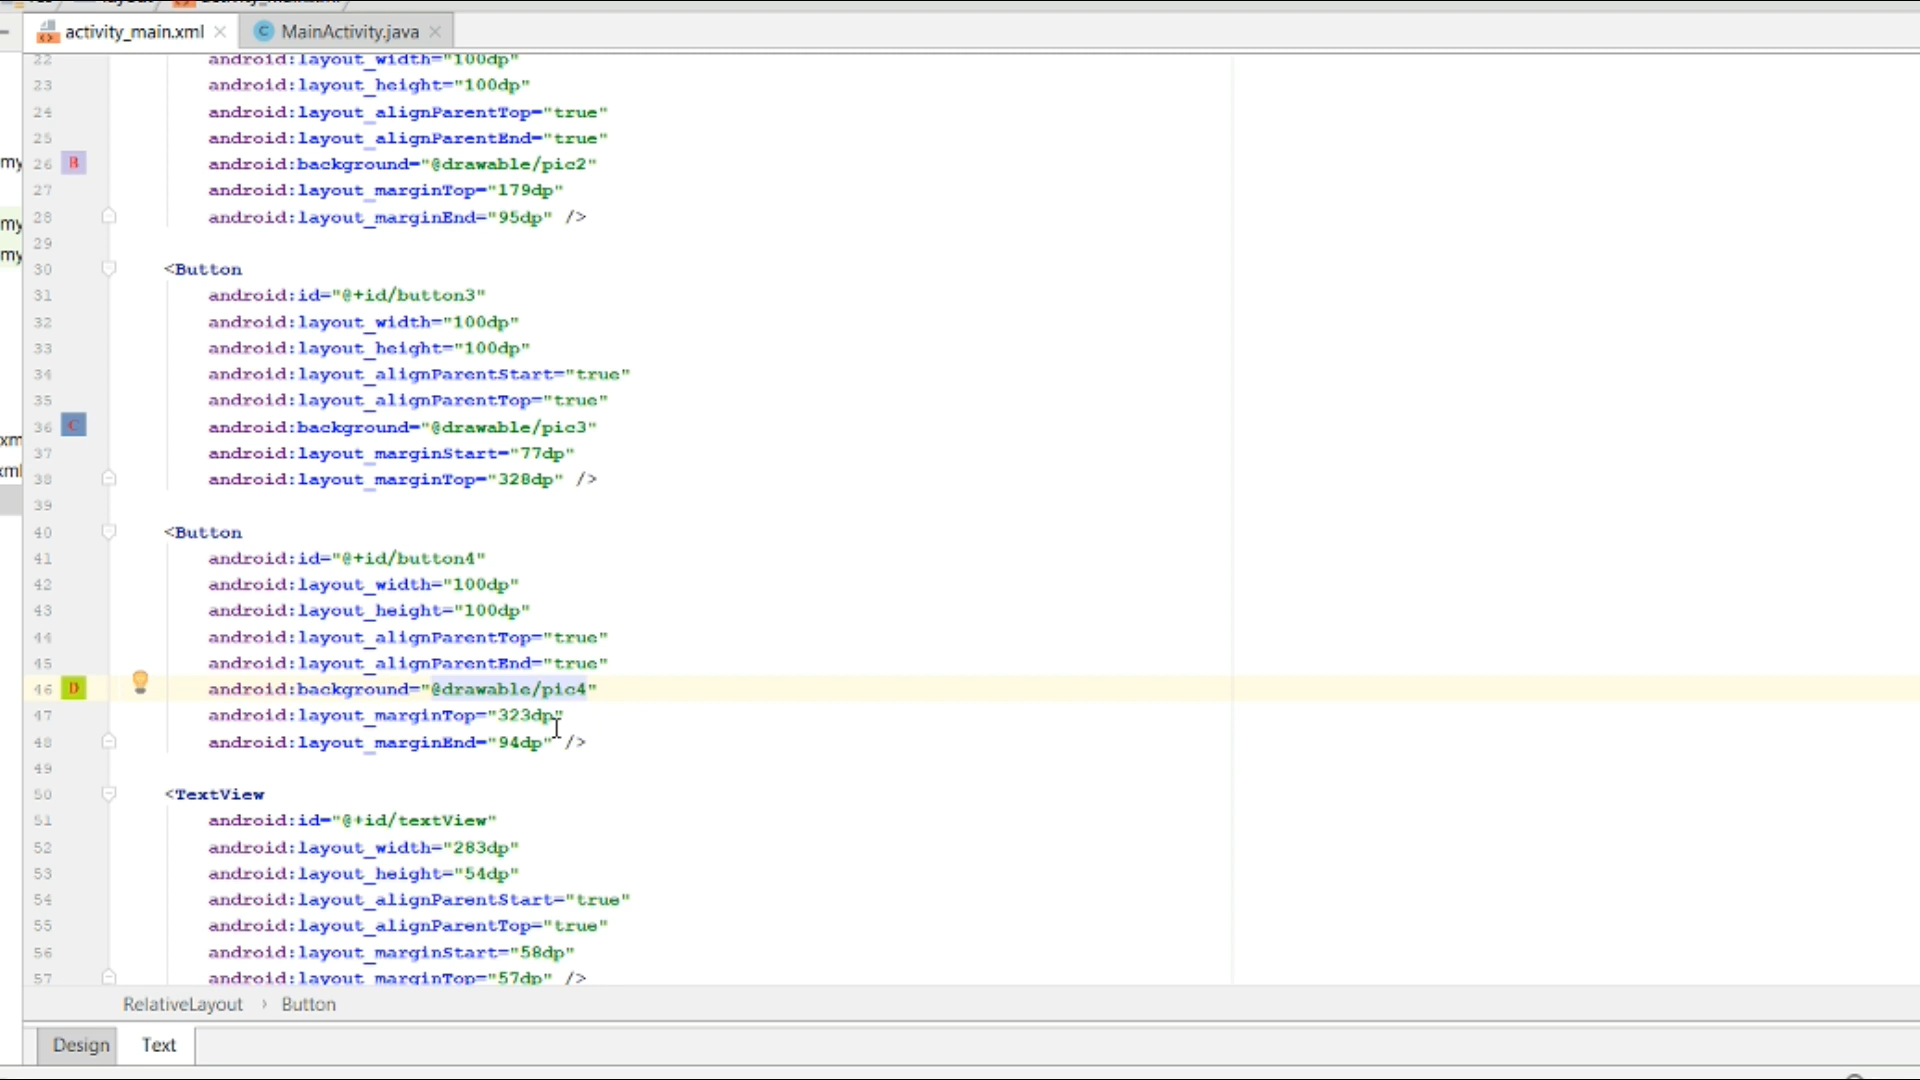 activity_main.xml
MainActivity.java
22 android:layout_width="100dp"
23 android:layout_height="100dp"
24 android:layout_alignParentTop="true"
25 android:layout_alignParentEnd="true"
my
26 B android:background="@drawable/pic2"
27 android:layout_marginTop="179dp"
my
28 android:layout_marginEnd="95dp" />
29
my
30 <Button
31 android:id="@+id/button3"
32 android:layout_width="100dp"
33 android:layout_height="100dp"
34 android:layout_alignParentStart="true"
35 android:layout_alignParentTop="true"
36 C android:background="@drawable/pic3"
xm
37 android:layout_marginStart="77dp"
xml
38 android:layout_marginTop="328dp" />
39
40 <Button
41 android:id="@+id/button4"
42 android:layout_width="100dp"
43 android:layout_height="100dp"
44 android:layout_alignParentTop="true"
45 android:layout_alignParentEnd="true"
46 D android:background="@drawable/pic4"
47 android:layout_marginTop="323dp"
48 android:layout_marginEnd="94dp" />
49
50 <TextView
51 android:id="@+id/textView"
52 android:layout_width="283dp"
53 android:layout_height="54dp"
54 android:layout_alignParentStart="true"
55 android:layout_alignParentTop="true"
56 android:layout_marginStart="58dp"
57 android:layout_marginTop="57dp" />
RelativeLayout › Button
Design Text